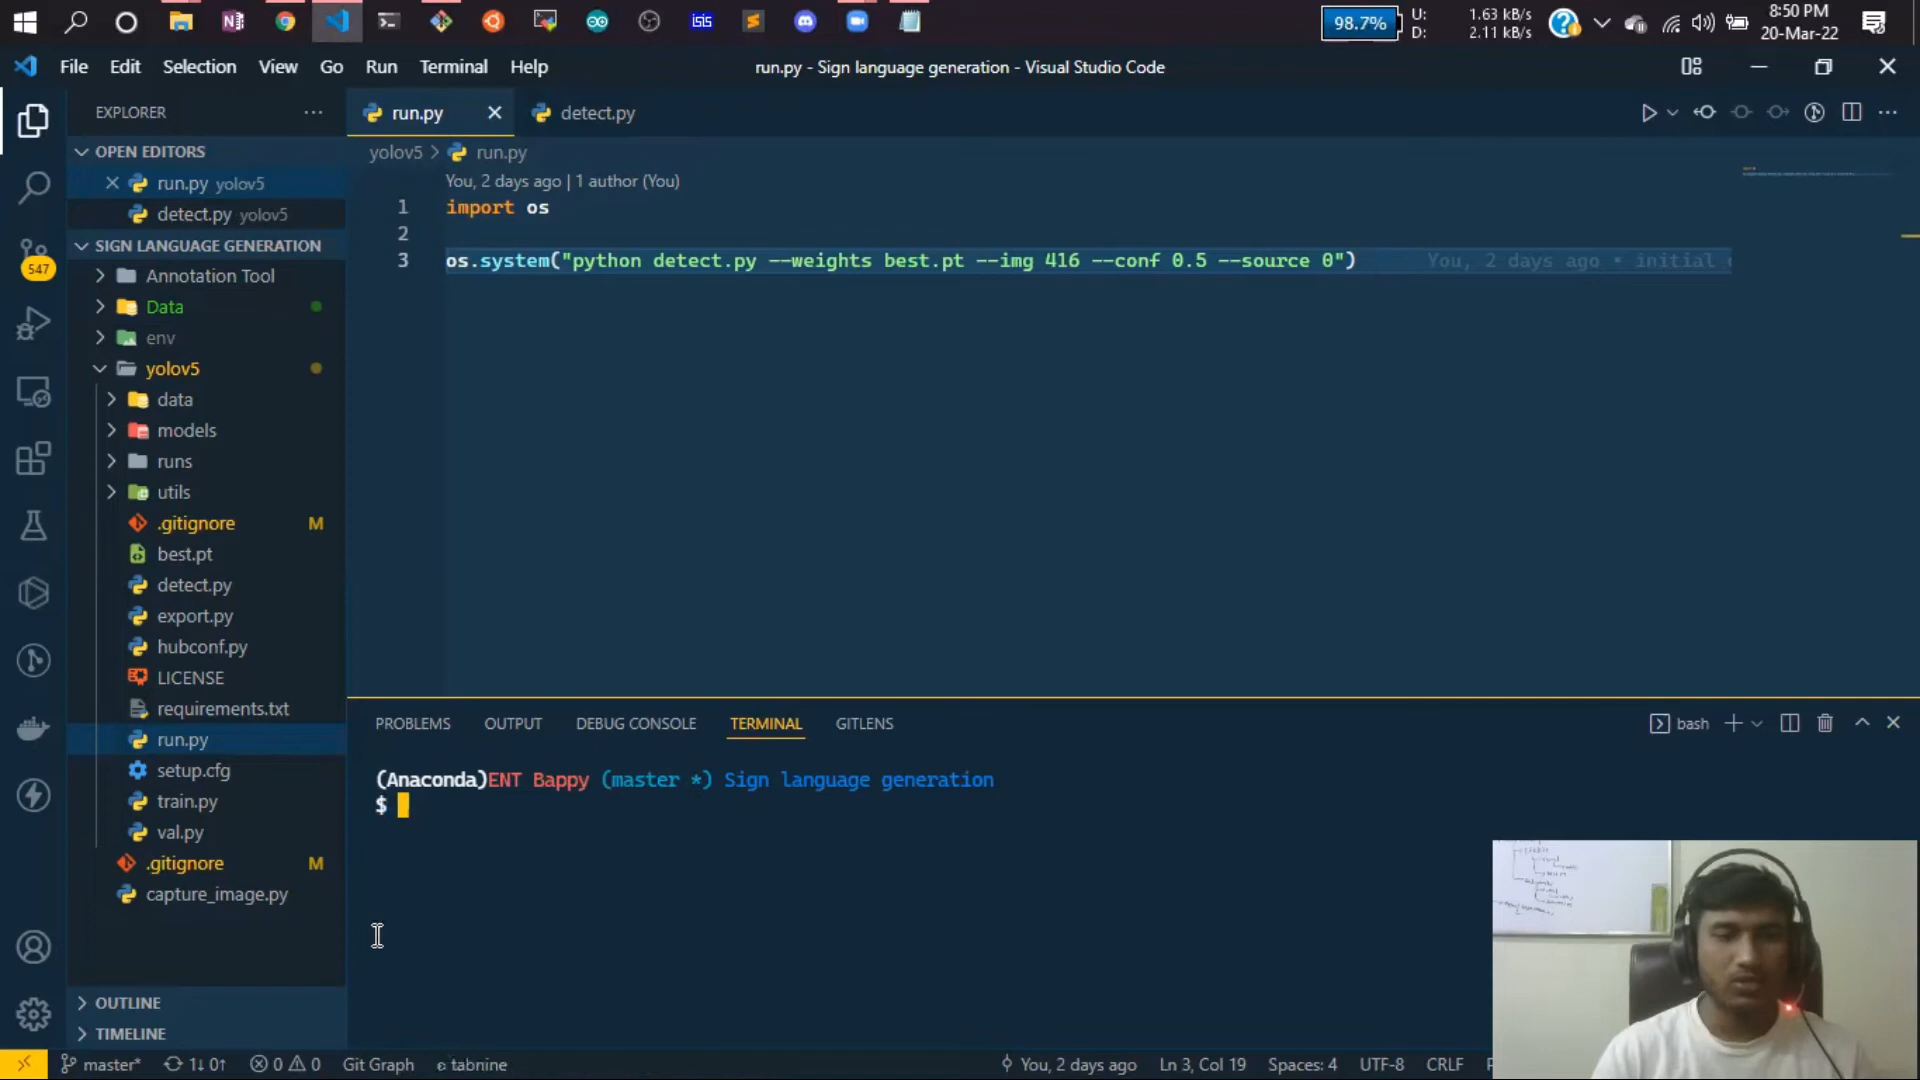 98.7%
U: 1.63 kB/s
D: 2.11 kB/s
8:50 PM
20-Mar-22
File Edit Selection View Go Run Terminal Help
run.py - Sign language generation - Visual Studio Code
EXPLORER
run.py
detect.py
OPEN EDITORS
run.py yolov5
detect.py yolov5
SIGN LANGUAGE GENERATION
Annotation Tool
Data
env
yolov5
data
models
runs
utils
.gitignore M
best.pt
detect.py
export.py
hubconf.py
LICENSE
requirements.txt
run.py
setup.cfg
train.py
val.py
.gitignore M
capture_image.py
OUTLINE
TIMELINE
547
yolov5 > run.py
You, 2 days ago | 1 author (You)
1 import os
2
3 os.system("python detect.py --weights best.pt --img 416 --conf 0.5 --source 0") You, 2 days ago • initial
PROBLEMS OUTPUT DEBUG CONSOLE TERMINAL GITLENS
bash
(Anaconda)ENT Bappy (master *) Sign language generation
$
master* 1↓ 0↑ 0 0 Git Graph tabnine
You, 2 days ago Ln 3, Col 19 Spaces: 4 UTF-8 CRLF